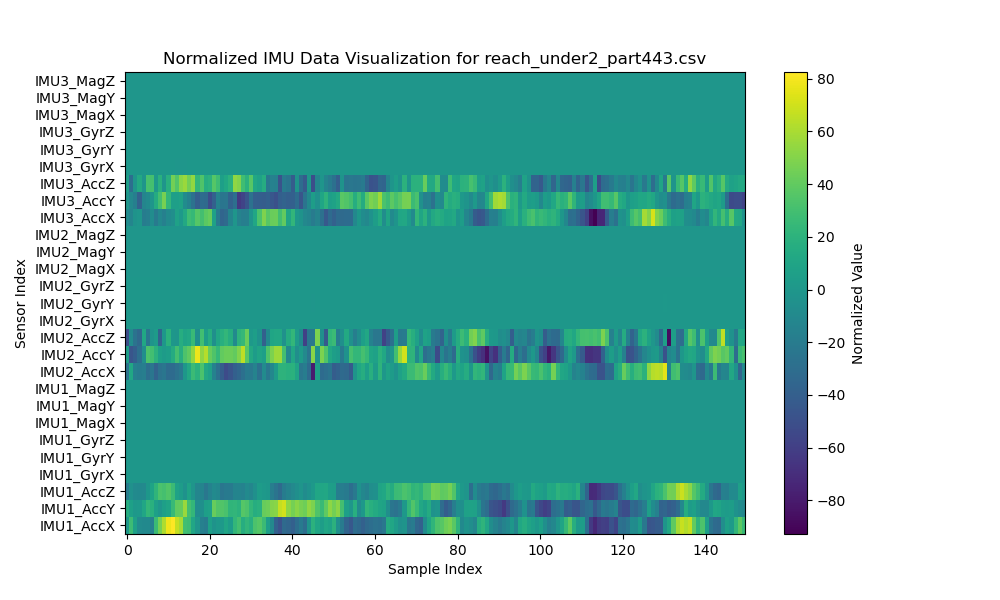 Normalized IMU Data Visualization for reach_under2_part443.csv
IMU3_MagZ
IMU3_MagY
IMU3_MagX
IMU3_GyrZ
IMU3_GyrY
IMU3_GyrX
IMU3_AccZ
IMU3_AccY
IMU3_AccX
IMU2_MagZ
IMU2_MagY
IMU2_MagX
IMU2_GyrZ
IMU2_GyrY
IMU2_GyrX
IMU2_AccZ
IMU2_AccY
IMU2_AccX
IMU1_MagZ
IMU1_MagY
IMU1_MagX
IMU1_GyrZ
IMU1_GyrY
IMU1_GyrX
IMU1_AccZ
IMU1_AccY
IMU1_AccX
Sensor Index
0 20 40 60 80 100 120 140
Sample Index
80
60
40
20
0
−20
−40
−60
−80
Normalized Value